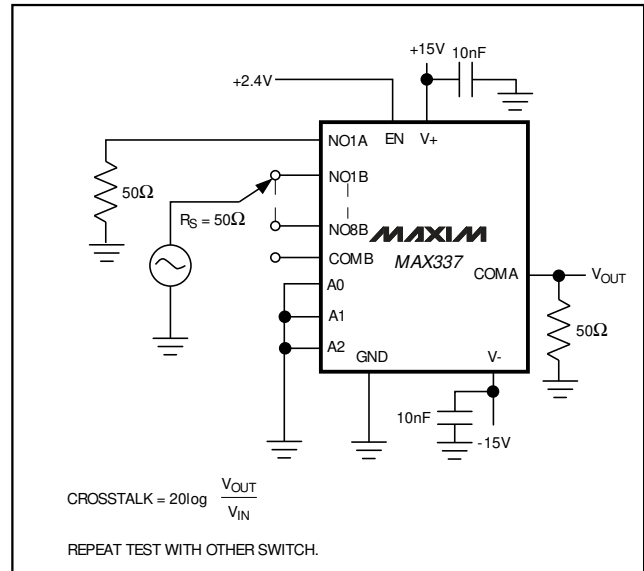 +15V
10nF
+2.4V
NO1A
EN
V+
50Ω
NO1B
RS = 50Ω
NO8B
MAXIM
MAX337
COMB
COMA
VOUT
A0
A1
50Ω
A2
GND
V-
10nF
-15V
CROSSTALK = 20log VOUT
VIN
REPEAT TEST WITH OTHER SWITCH.